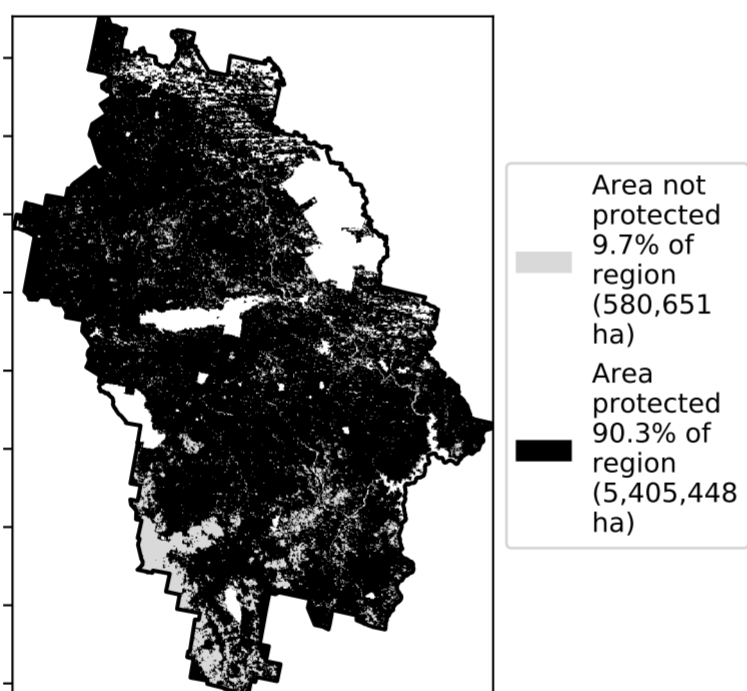 Area not
protected
9.7% of
region
(580,651
ha)
Area
protected
90.3% of
region
(5,405,448
ha)